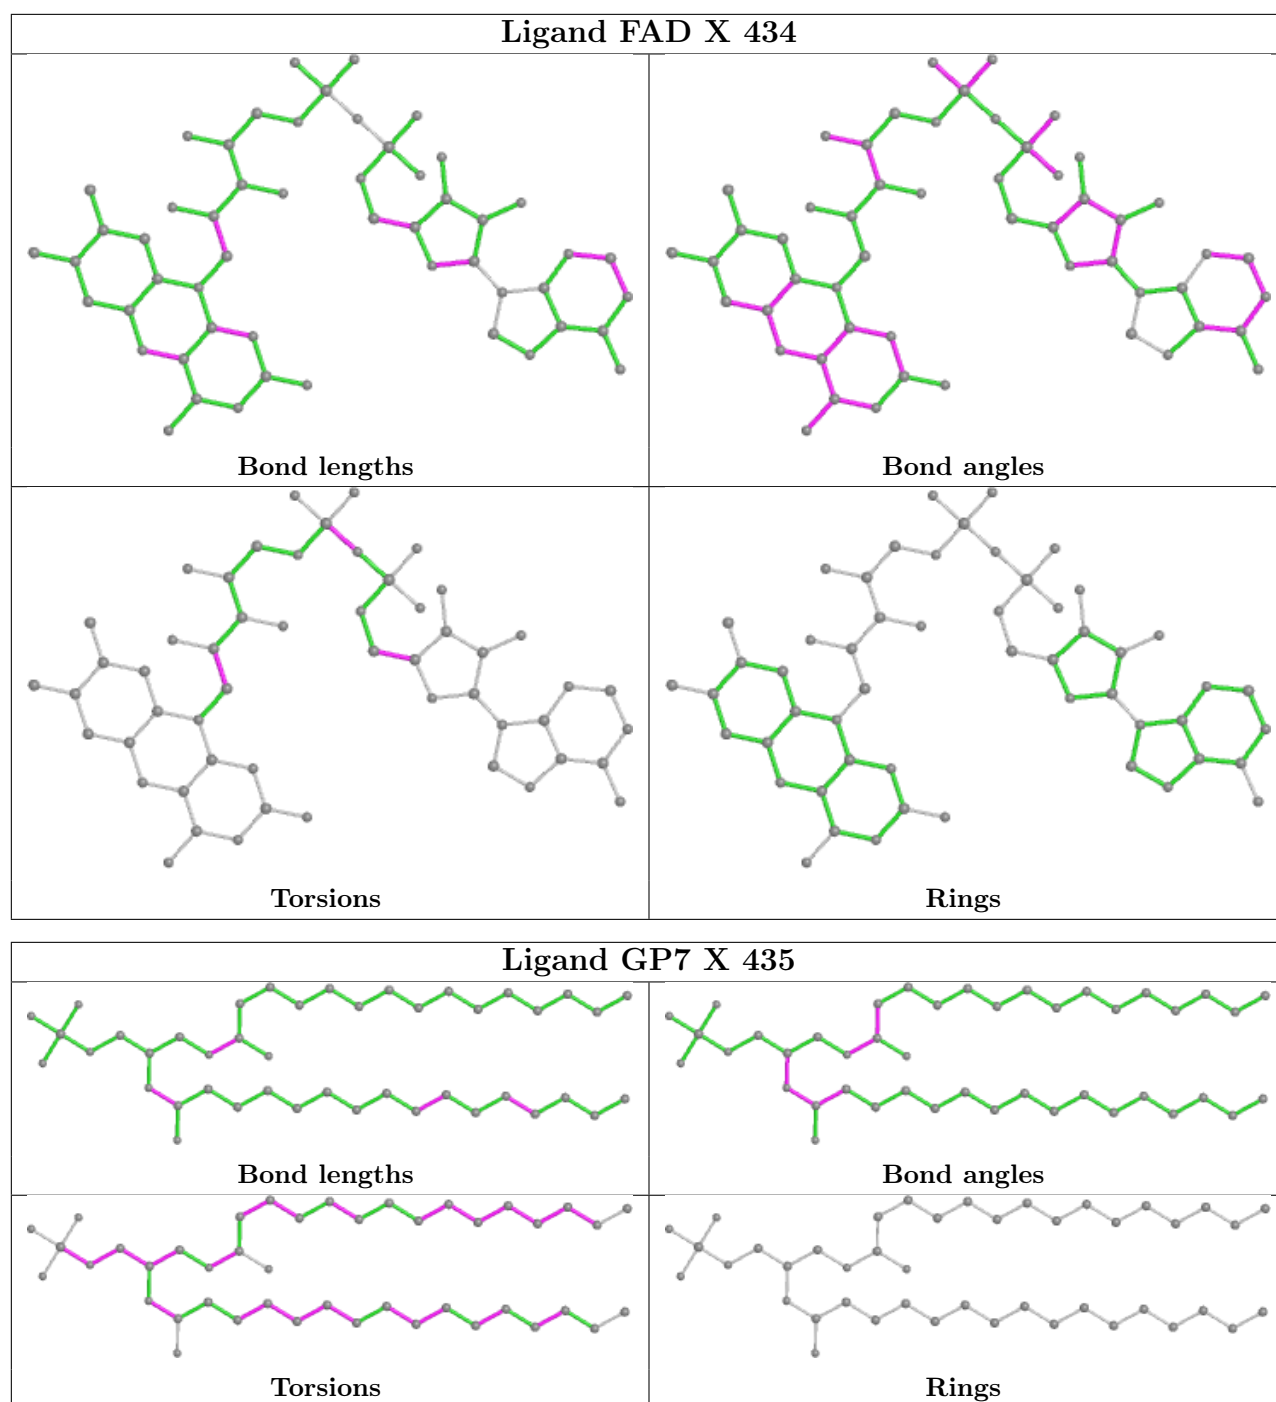 Ligand FAD X 434
Bond lengths
Bond angles
Torsions
Rings
Ligand GP7 X 435
Bond lengths
Bond angles
Torsions
Rings